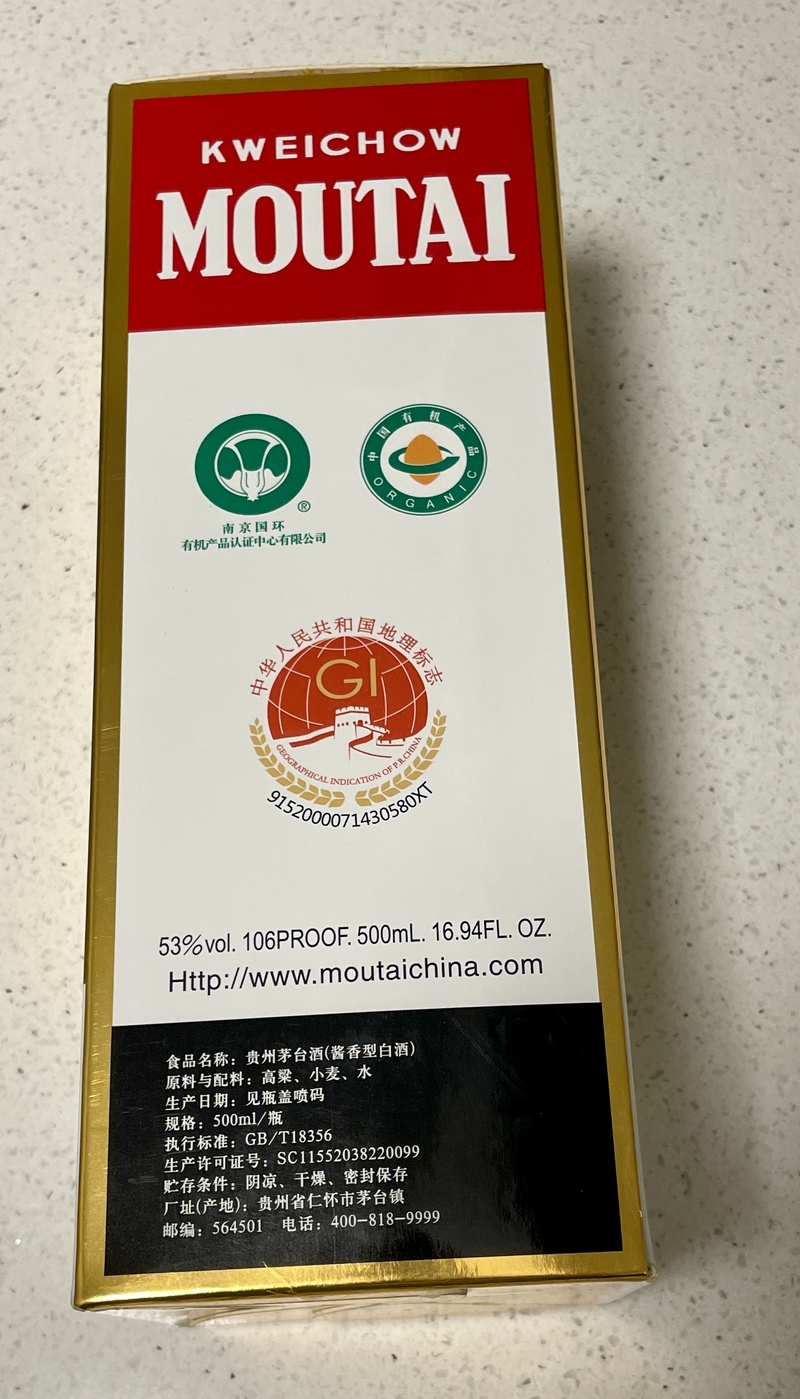 KWEICHOW
MOUTAI
®
南京国环
有机产品认证中心有限公司
中国有机产品
ORGANIC
中华人民共和国地理标志
GI
GEOGRAPHICAL INDICATION OF P.R.CHINA
9152000071430580XT
53%vol. 106PROOF. 500mL. 16.94FL. OZ.
Http://www.moutaichina.com
食品名称：贵州茅台酒(酱香型白酒)
原料与配料：高粱、小麦、水
生产日期：见瓶盖喷码
规格：500ml/瓶
执行标准：GB/T18356
生产许可证号：SC11552038220099
贮存条件：阴凉、干燥、密封保存
厂址(产地)：贵州省仁怀市茅台镇
邮编：564501 电话：400-818-9999